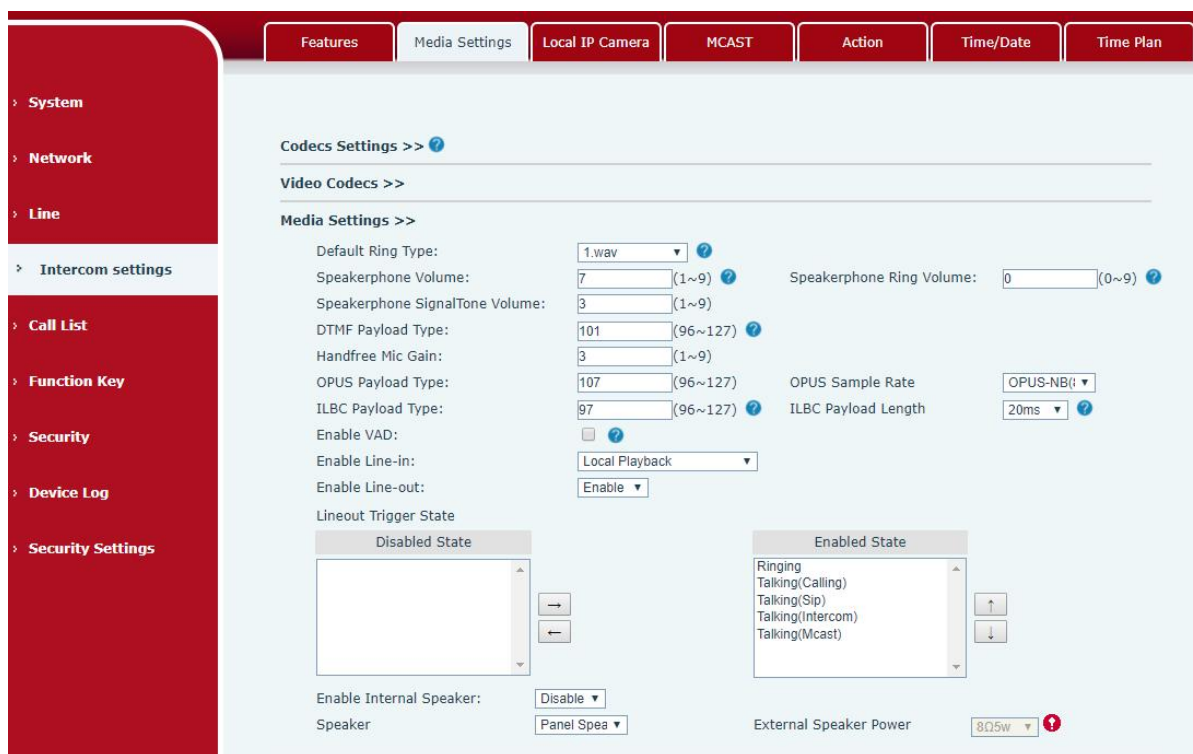 Features Media Settings Local IP Camera MCAST Action Time/Date Time Plan
› System
› Network
› Line
› Intercom settings
› Call List
› Function Key
› Security
› Device Log
› Security Settings
Codecs Settings >> ?
Video Codecs >>
Media Settings >>
Default Ring Type: 1.wav ▼ ?
Speakerphone Volume: 7 (1~9) ? Speakerphone Ring Volume: 0 (0~9) ?
Speakerphone SignalTone Volume: 3 (1~9)
DTMF Payload Type: 101 (96~127) ?
Handfree Mic Gain: 3 (1~9)
OPUS Payload Type: 107 (96~127) OPUS Sample Rate OPUS-NB( ▼
ILBC Payload Type: 97 (96~127) ? ILBC Payload Length 20ms ▼ ?
Enable VAD: ?
Enable Line-in: Local Playback ▼
Enable Line-out: Enable ▼
Lineout Trigger State
Disabled State Enabled State
Ringing
Talking(Calling)
Talking(Sip)
Talking(Intercom)
Talking(Mcast)
→ ↑
← ↓
Enable Internal Speaker: Disable ▼
Speaker Panel Spea ▼ External Speaker Power 8Ω5w ▼